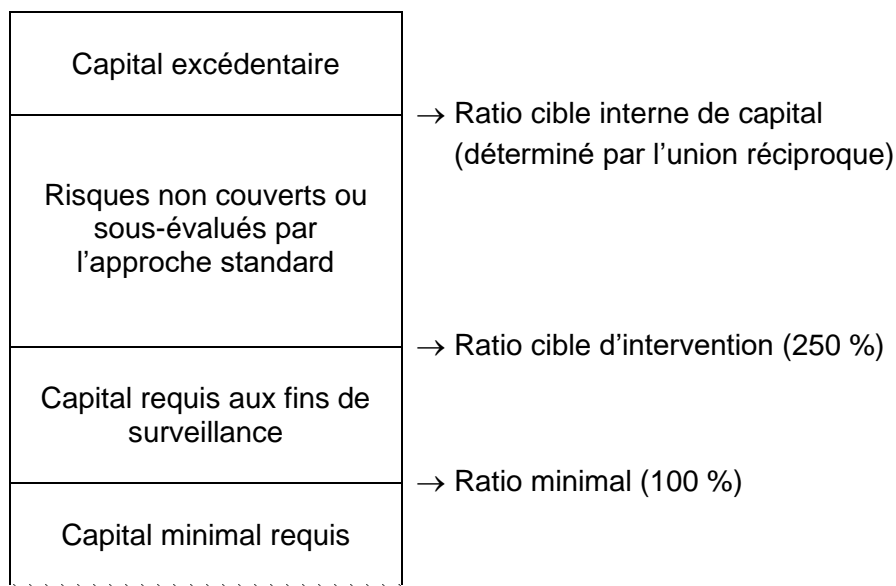 Capital excédentaire
→ Ratio cible interne de capital
(déterminé par l’union réciproque)
Risques non couverts ou
sous-évalués par
l’approche standard
→ Ratio cible d’intervention (250 %)
Capital requis aux fins de
surveillance
→ Ratio minimal (100 %)
Capital minimal requis